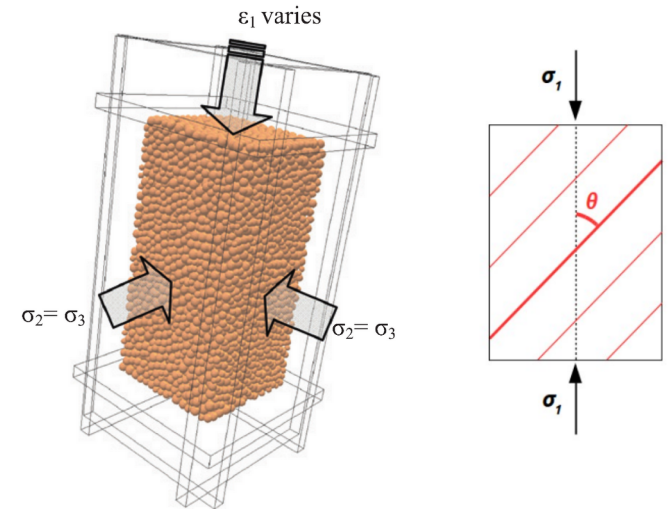 ε₁ varies
σ₂= σ₃
σ₂= σ₃
σ₁
θ
σ₁